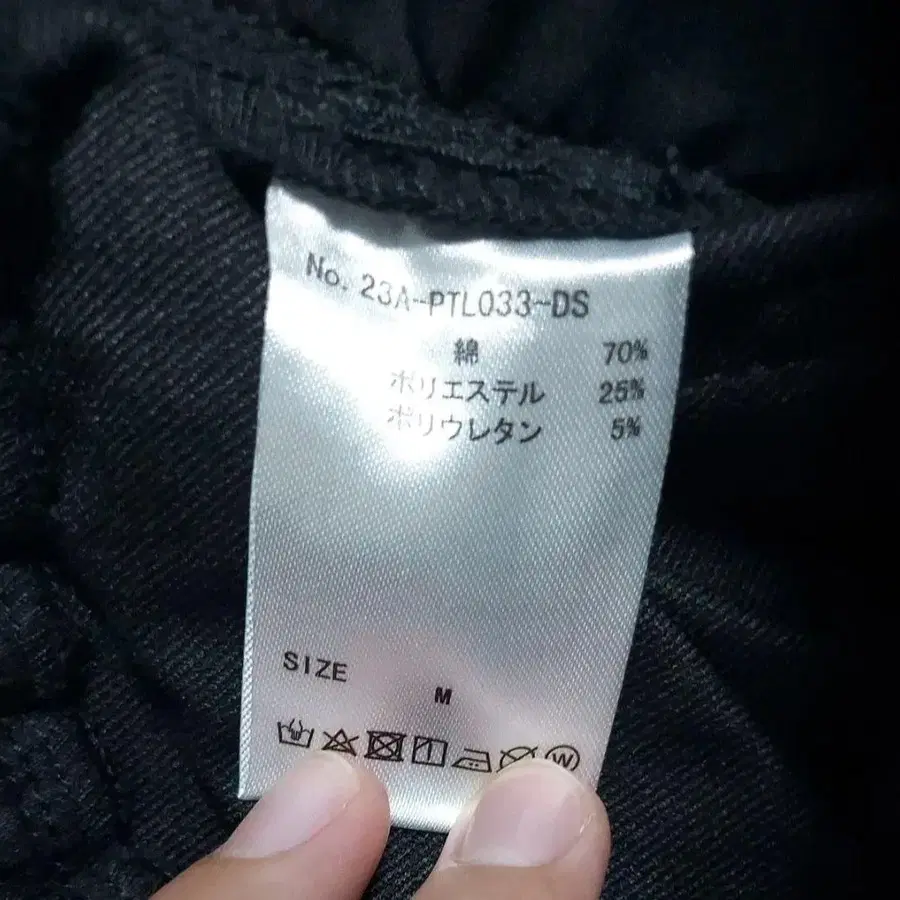 No. 23A-PTL033-DS
綿 70%
ポリエステル 25%
ポリウレタン 5%
SIZE
M
W